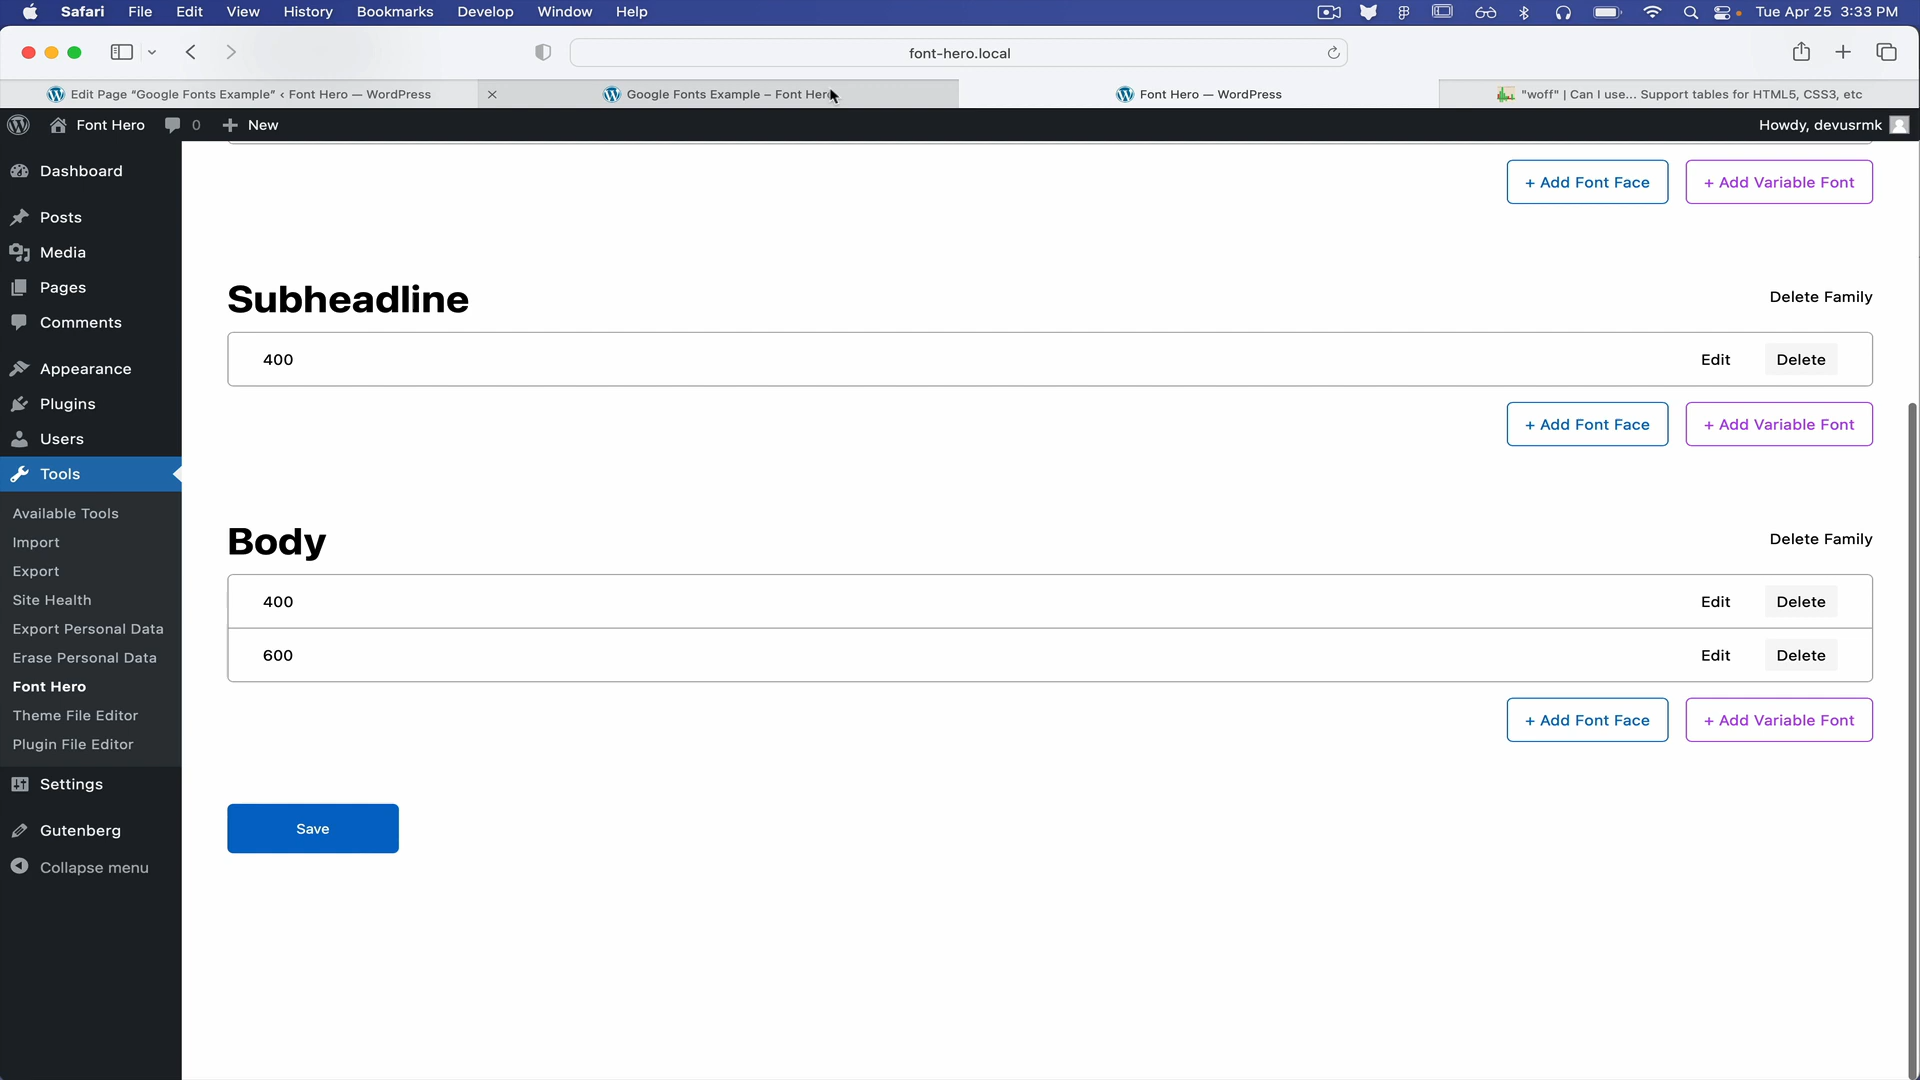 Safari File Edit View History Bookmarks Develop Window Help Tue Apr 25 3:33 PM
font-hero.local
Edit Page “Google Fonts Example” ‹ Font Hero — WordPress
Google Fonts Example – Font Hero
Font Hero — WordPress
"woff" | Can I use... Support tables for HTML5, CSS3, etc
Font Hero 0 + New Howdy, devusrmk
Dashboard
Posts
Media
Pages
Comments
Appearance
Plugins
Users
Tools
Available Tools
Import
Export
Site Health
Export Personal Data
Erase Personal Data
Font Hero
Theme File Editor
Plugin File Editor
Settings
Gutenberg
Collapse menu
+ Add Font Face + Add Variable Font
Subheadline Delete Family
400 Edit Delete
+ Add Font Face + Add Variable Font
Body Delete Family
400 Edit Delete
600 Edit Delete
+ Add Font Face + Add Variable Font
Save